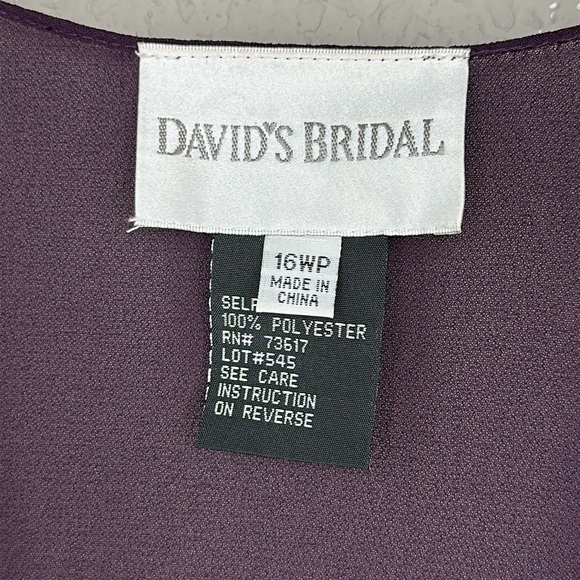 DAVID'S BRIDAL
16WP
MADE IN
CHINA
SELF
100% POLYESTER
RN# 73617
LOT#545
SEE CARE
INSTRUCTION
ON REVERSE